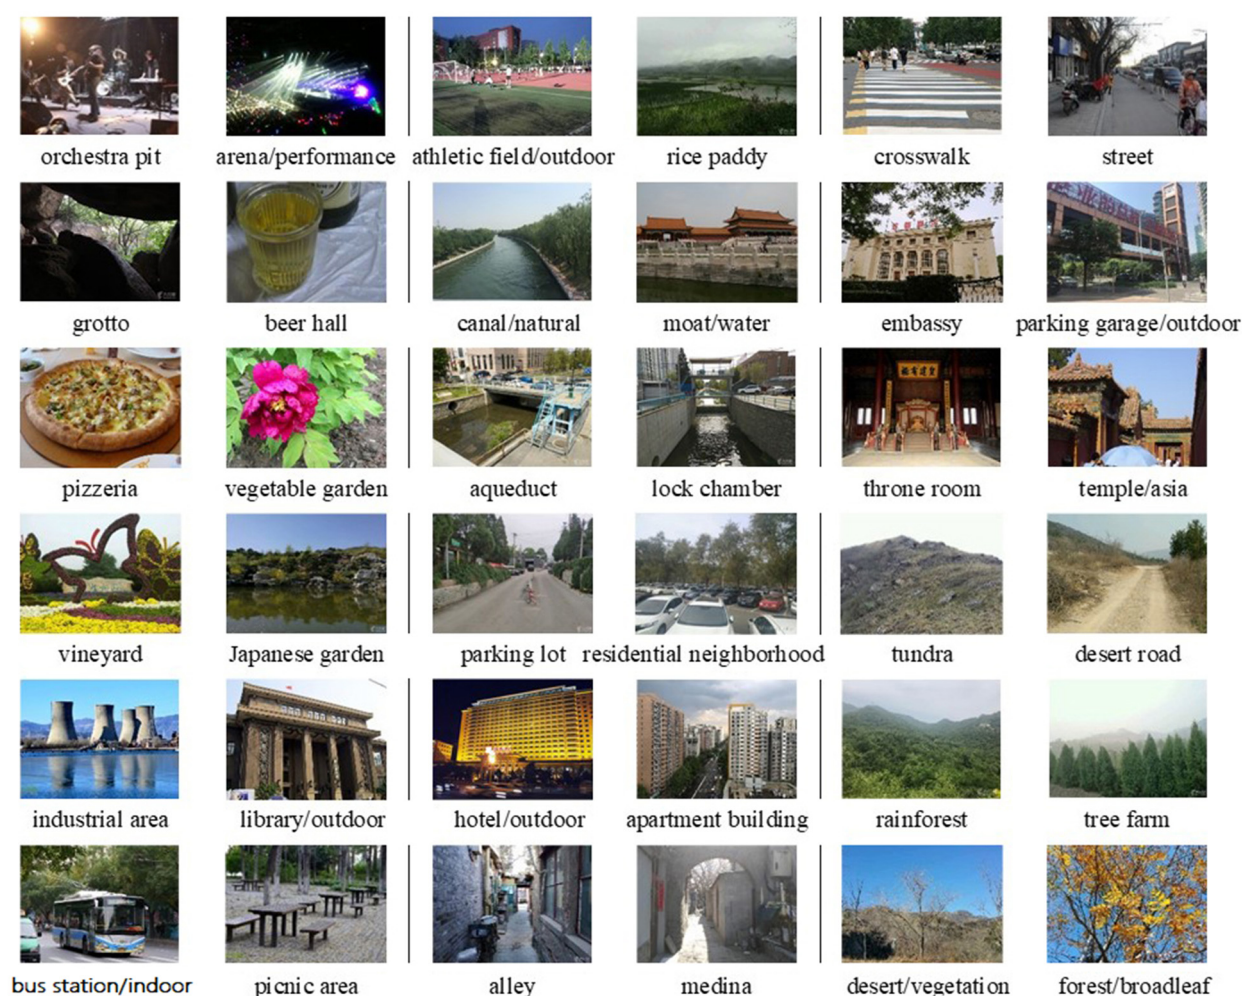 orchestra pit
arena/performance
athletic field/outdoor
rice paddy
crosswalk
street
grotto
beer hall
canal/natural
moat/water
embassy
parking garage/outdoor
pizzeria
vegetable garden
aqueduct
lock chamber
throne room
temple/asia
vineyard
Japanese garden
parking lot
residential neighborhood
tundra
desert road
industrial area
library/outdoor
hotel/outdoor
apartment building
rainforest
tree farm
bus station/indoor
picnic area
alley
medina
desert/vegetation
forest/broadleaf